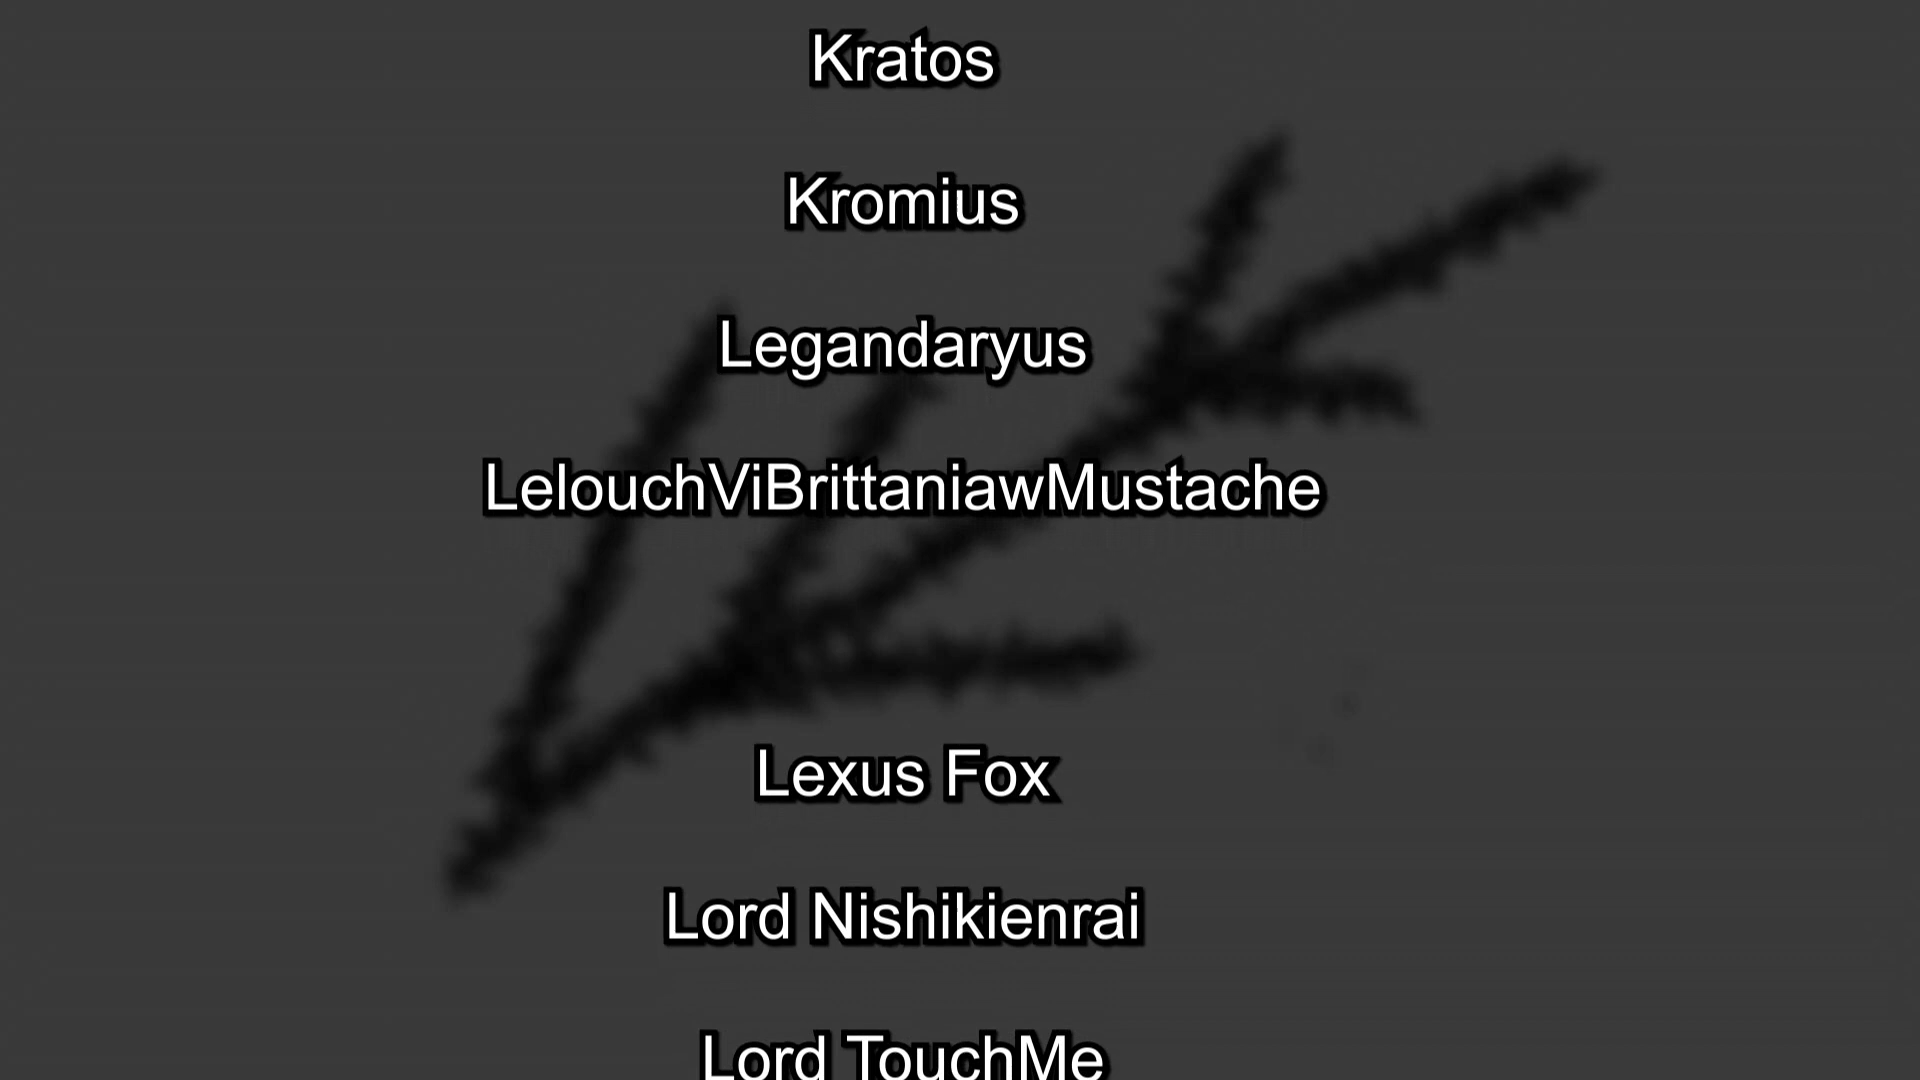 Kratos
Kromius
Legandaryus
LelouchViBrittaniawMustache
Lexus Fox
Lord Nishikienrai
Lord TouchMe